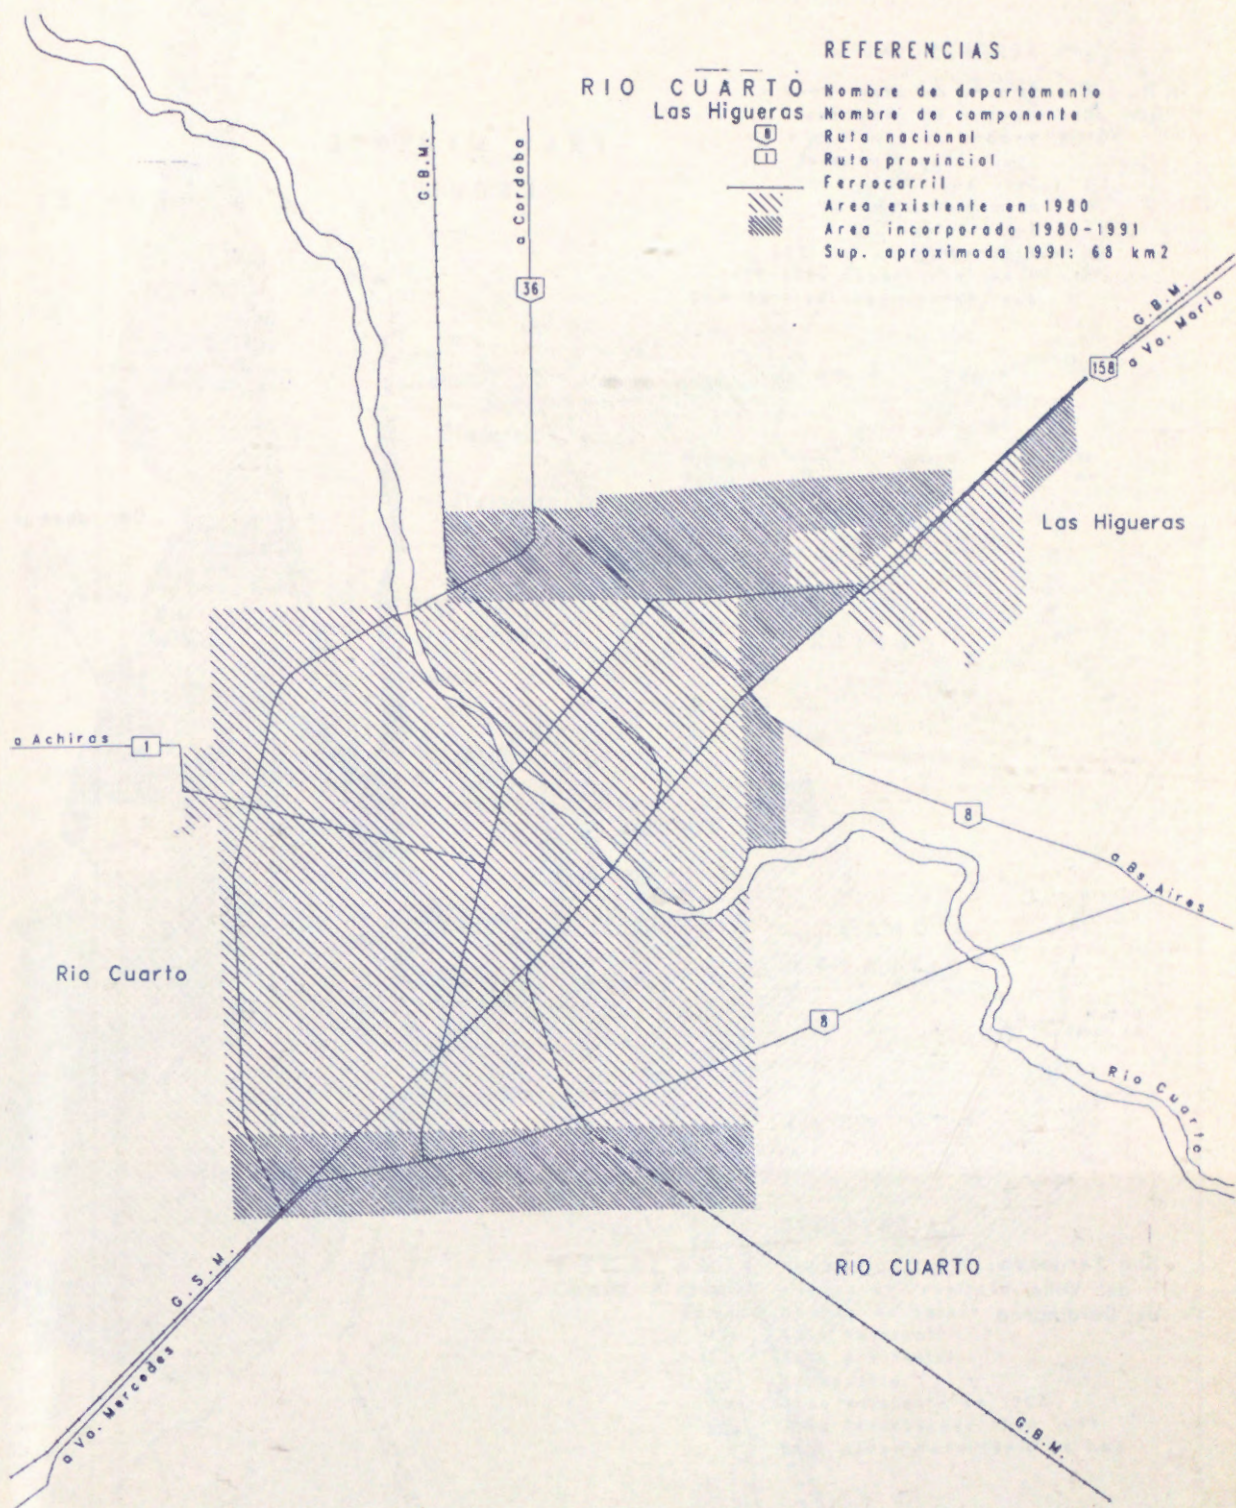 REFERENCIAS
RIO CUARTO Nombre de departamento
Las Higueras Nombre de componente
8 Ruta nacional
1 Ruta provincial
Ferrocarril
Area existente en 1980
Area incorporada 1980-1991
Sup. aproximada 1991: 68 km2
G.B.M.
a Cordoba
36
G.B.M.
a Va. Maria
158
Las Higueras
a Achiras
1
8
a Bs. Aires
Rio Cuarto
8
Rio Cuarto
RIO CUARTO
G.S.M.
a Va. Mercedes
G.B.M.